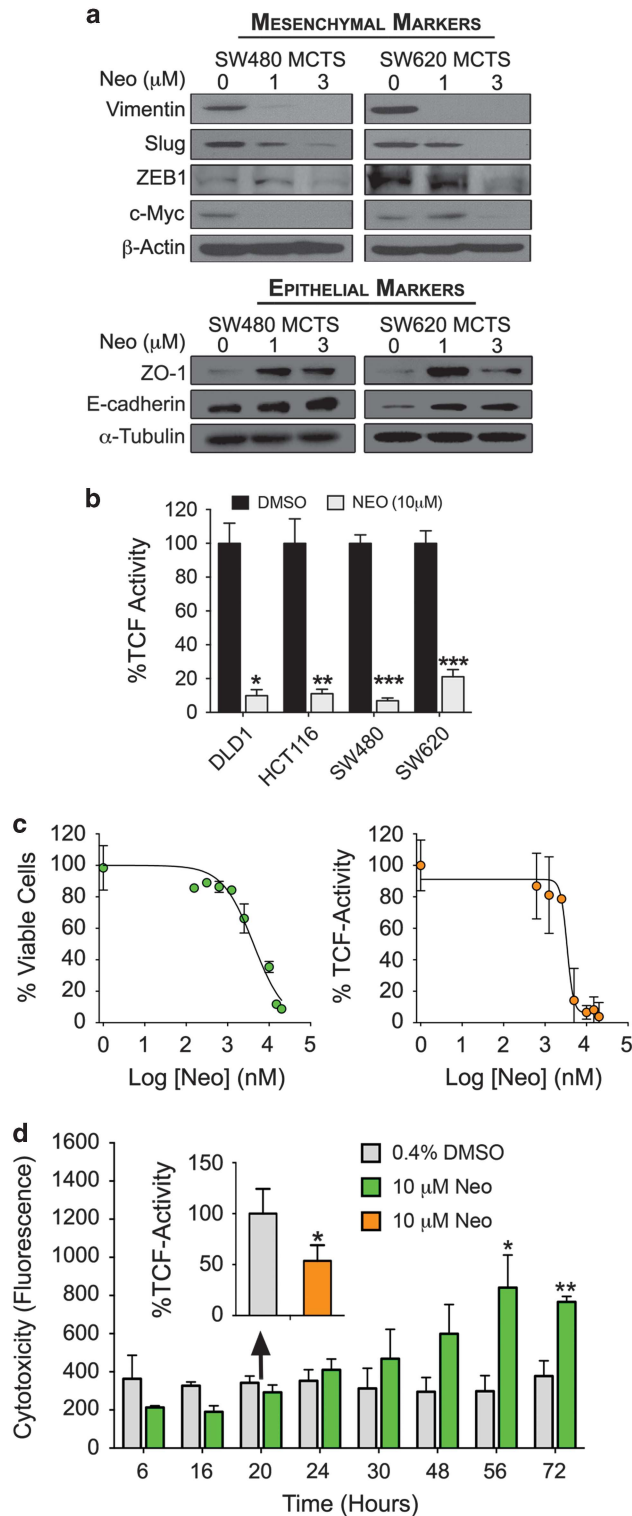 a
MESENCHYMAL MARKERS
SW480 MCTS SW620 MCTS
Neo (μM) 0 1 3 0 1 3
Vimentin
Slug
ZEB1
c-Myc
β-Actin
EPITHELIAL MARKERS
SW480 MCTS SW620 MCTS
Neo (μM) 0 1 3 0 1 3
ZO-1
E-cadherin
α-Tubulin
b
DMSO NEO (10μM)
%TCF Activity
120
100
80
60
40
20
0
* ** *** ***
DLD1 HCT116 SW480 SW620
c
% Viable Cells
120
100
80
60
40
20
0
0 1 2 3 4 5
Log [Neo] (nM)
% TCF-Activity
120
100
80
60
40
20
0
0 1 2 3 4 5
Log [Neo] (nM)
d
Cytotoxicity (Fluorescence)
1600
1400
1200
1000
800
600
400
200
0
%TCF-Activity
150
100
50
0
*
0.4% DMSO
10 μM Neo
10 μM Neo
* **
6 16 20 24 30 48 56 72
Time (Hours)